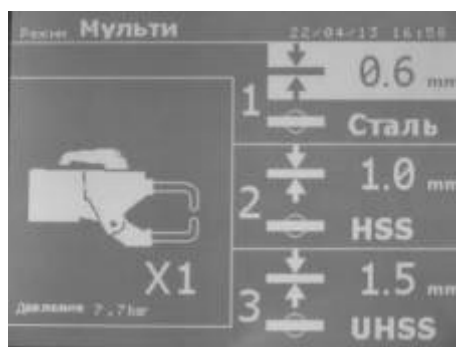 Режим Мульти 22/04/13 16:58
1
0.6 mm
Сталь
2
1.0 mm
HSS
X1
Давление 7.7bar
3
1.5 mm
UHSS